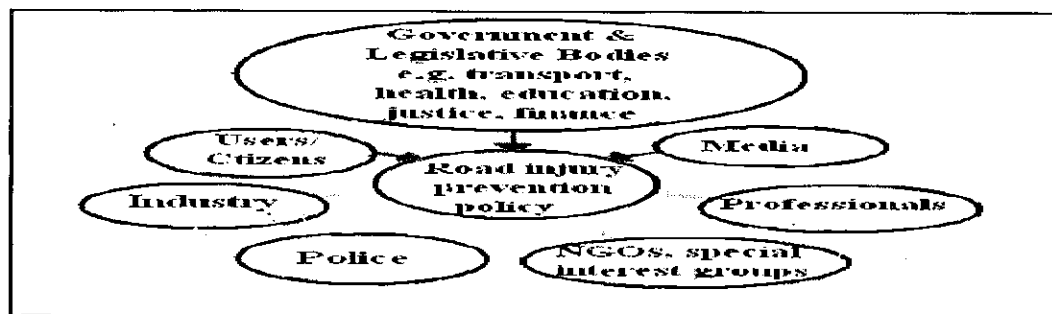 Government &
Legislative Bodies
e.g. transport,
health, education,
justice, finance
Users/
Citizens
Media
Road injury
prevention
policy
Industry
Professionals
Police
NGOs, special
interest groups